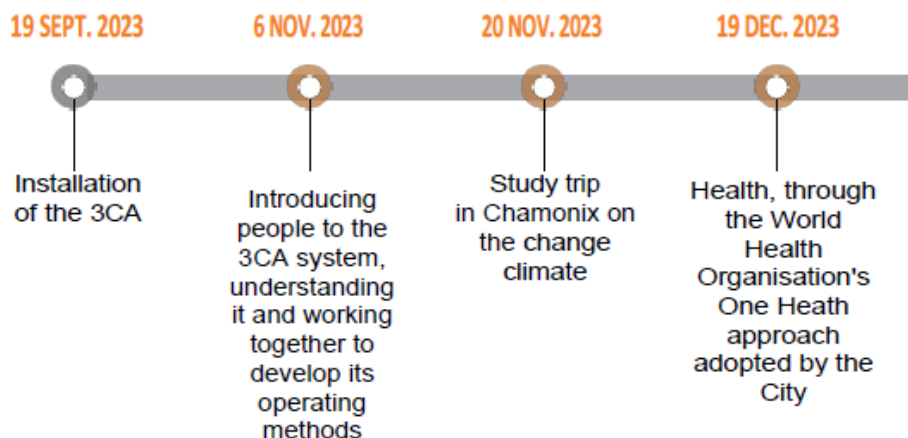 19 SEPT. 2023
6 NOV. 2023
20 NOV. 2023
19 DEC. 2023
Installation
of the 3CA
Introducing
people to the
3CA system,
understanding
it and working
together to
develop its
operating
methods
Study trip
in Chamonix on
the change
climate
Health, through
the World
Health
Organisation's
One Heath
approach
adopted by the
City